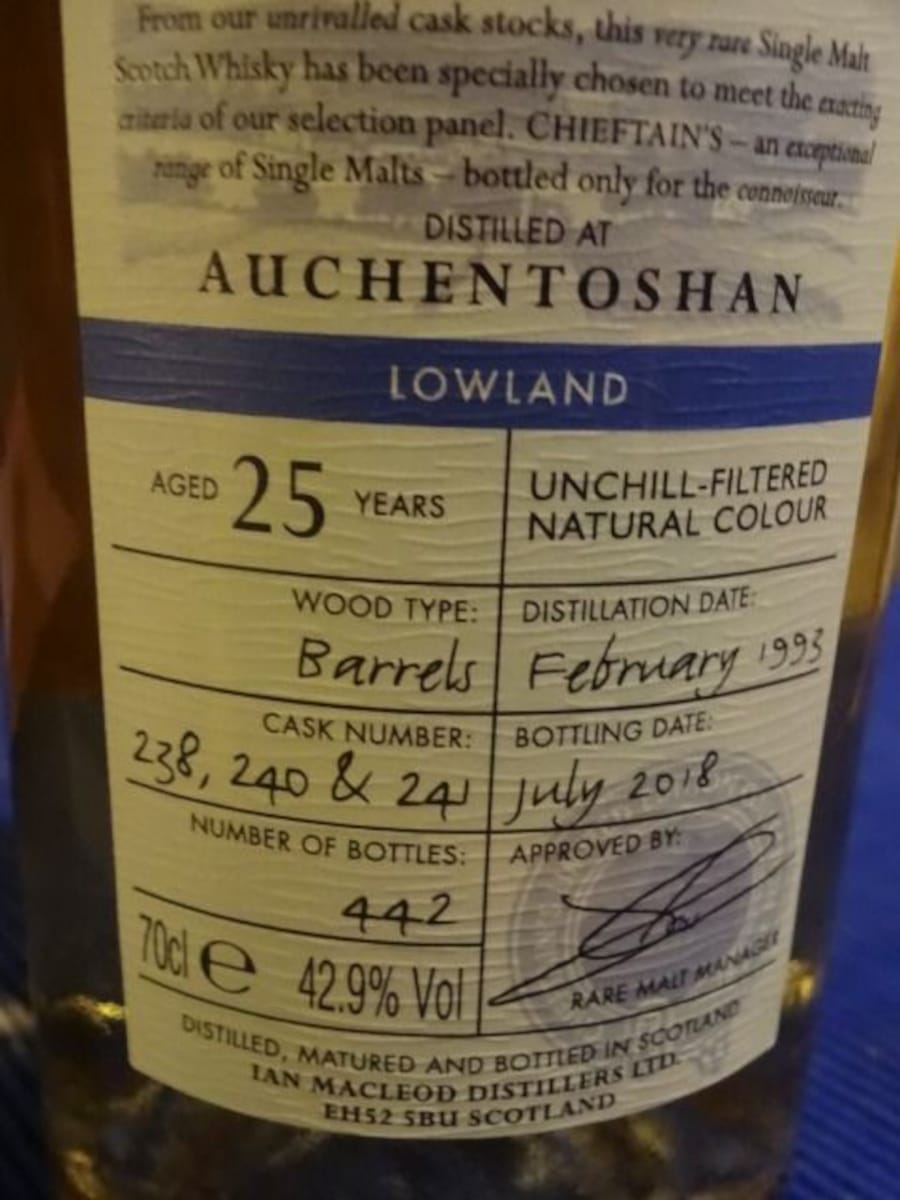 From our unrivalled cask stocks, this very rare Single Malt
Scotch Whisky has been specially chosen to meet the exacting
criteria of our selection panel. CHIEFTAIN'S – an exceptional
range of Single Malts – bottled only for the connoisseur.
DISTILLED AT
AUCHENTOSHAN
LOWLAND
AGED 25 YEARS
UNCHILL-FILTERED
NATURAL COLOUR
WOOD TYPE:
Barrels
DISTILLATION DATE:
February 1993
CASK NUMBER:
238, 240 & 241
BOTTLING DATE:
July 2018
NUMBER OF BOTTLES:
442
APPROVED BY:
RARE MALT MANAGER
70cl e 42.9% Vol
DISTILLED, MATURED AND BOTTLED IN SCOTLAND
IAN MACLEOD DISTILLERS LTD.
EH52 5BU SCOTLAND